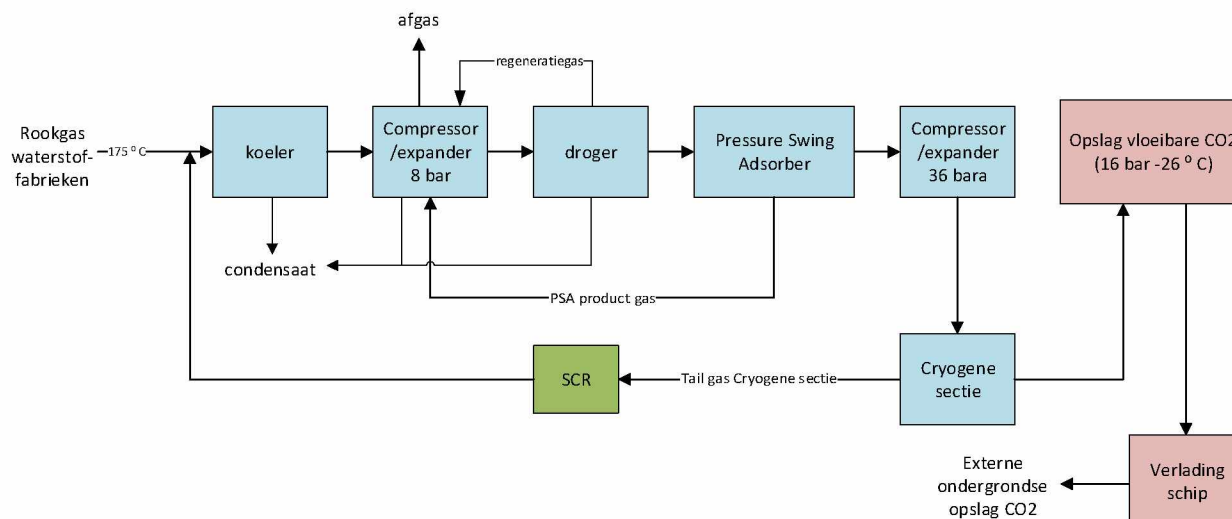 afgas
regeneratiegas
Rookgas
waterstof-
fabrieken
175 ° C
koeler
Compressor
/expander
8 bar
droger
Pressure Swing
Adsorber
Compressor
/expander
36 bara
Opslag vloeibare CO2
(16 bar -26 ° C)
condensaat
PSA product gas
SCR
Tail gas Cryogene sectie
Cryogene
sectie
Externe
ondergrondse
opslag CO2
Verlading
schip